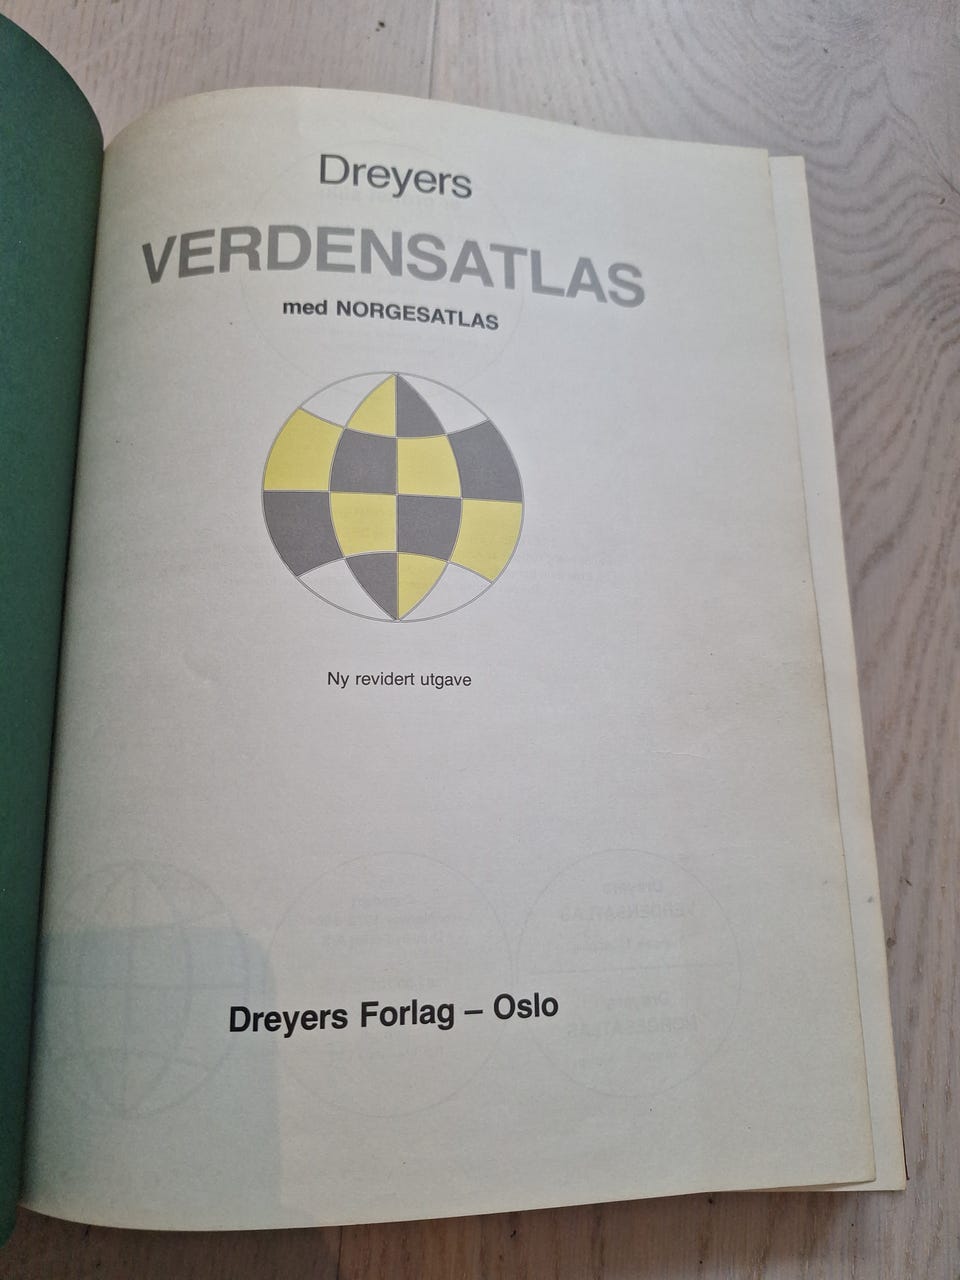 Dreyers
VERDENSATLAS
med NORGESATLAS
Ny revidert utgave
Dreyers Forlag – Oslo